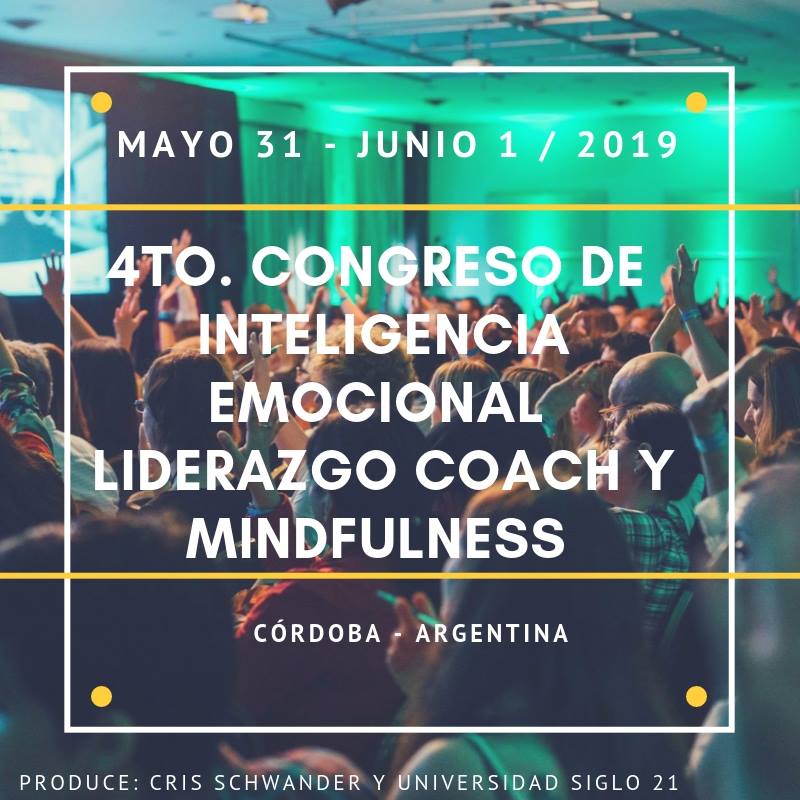 MAYO 31 - JUNIO 1 / 2019
4TO. CONGRESO DE
INTELIGENCIA
EMOCIONAL
LIDERAZGO COACH Y
MINDFULNESS
CÓRDOBA - ARGENTINA
PRODUCE: CRIS SCHWANDER Y UNIVERSIDAD SIGLO 21